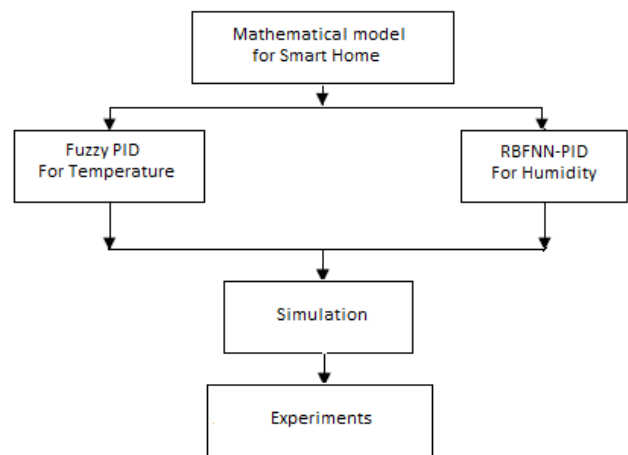 Mathematical model
for Smart Home
Fuzzy PID
For Temperature
RBFNN-PID
For Humidity
Simulation
Experiments